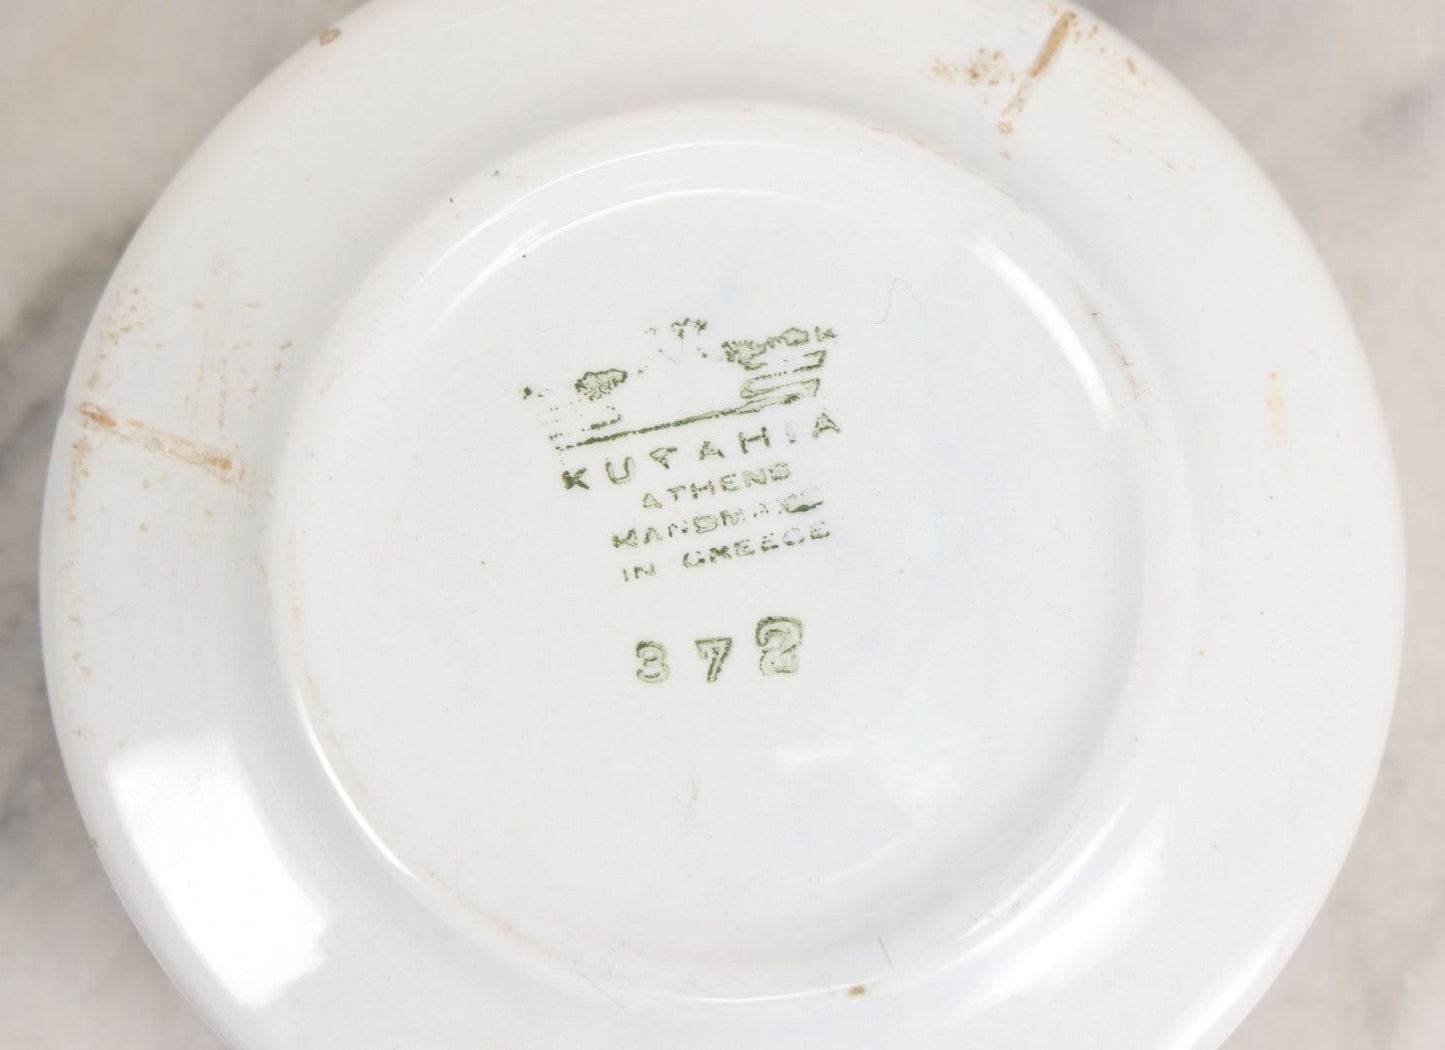 KUTAHIA
ATHENS
HANDMADE
IN GREECE
372